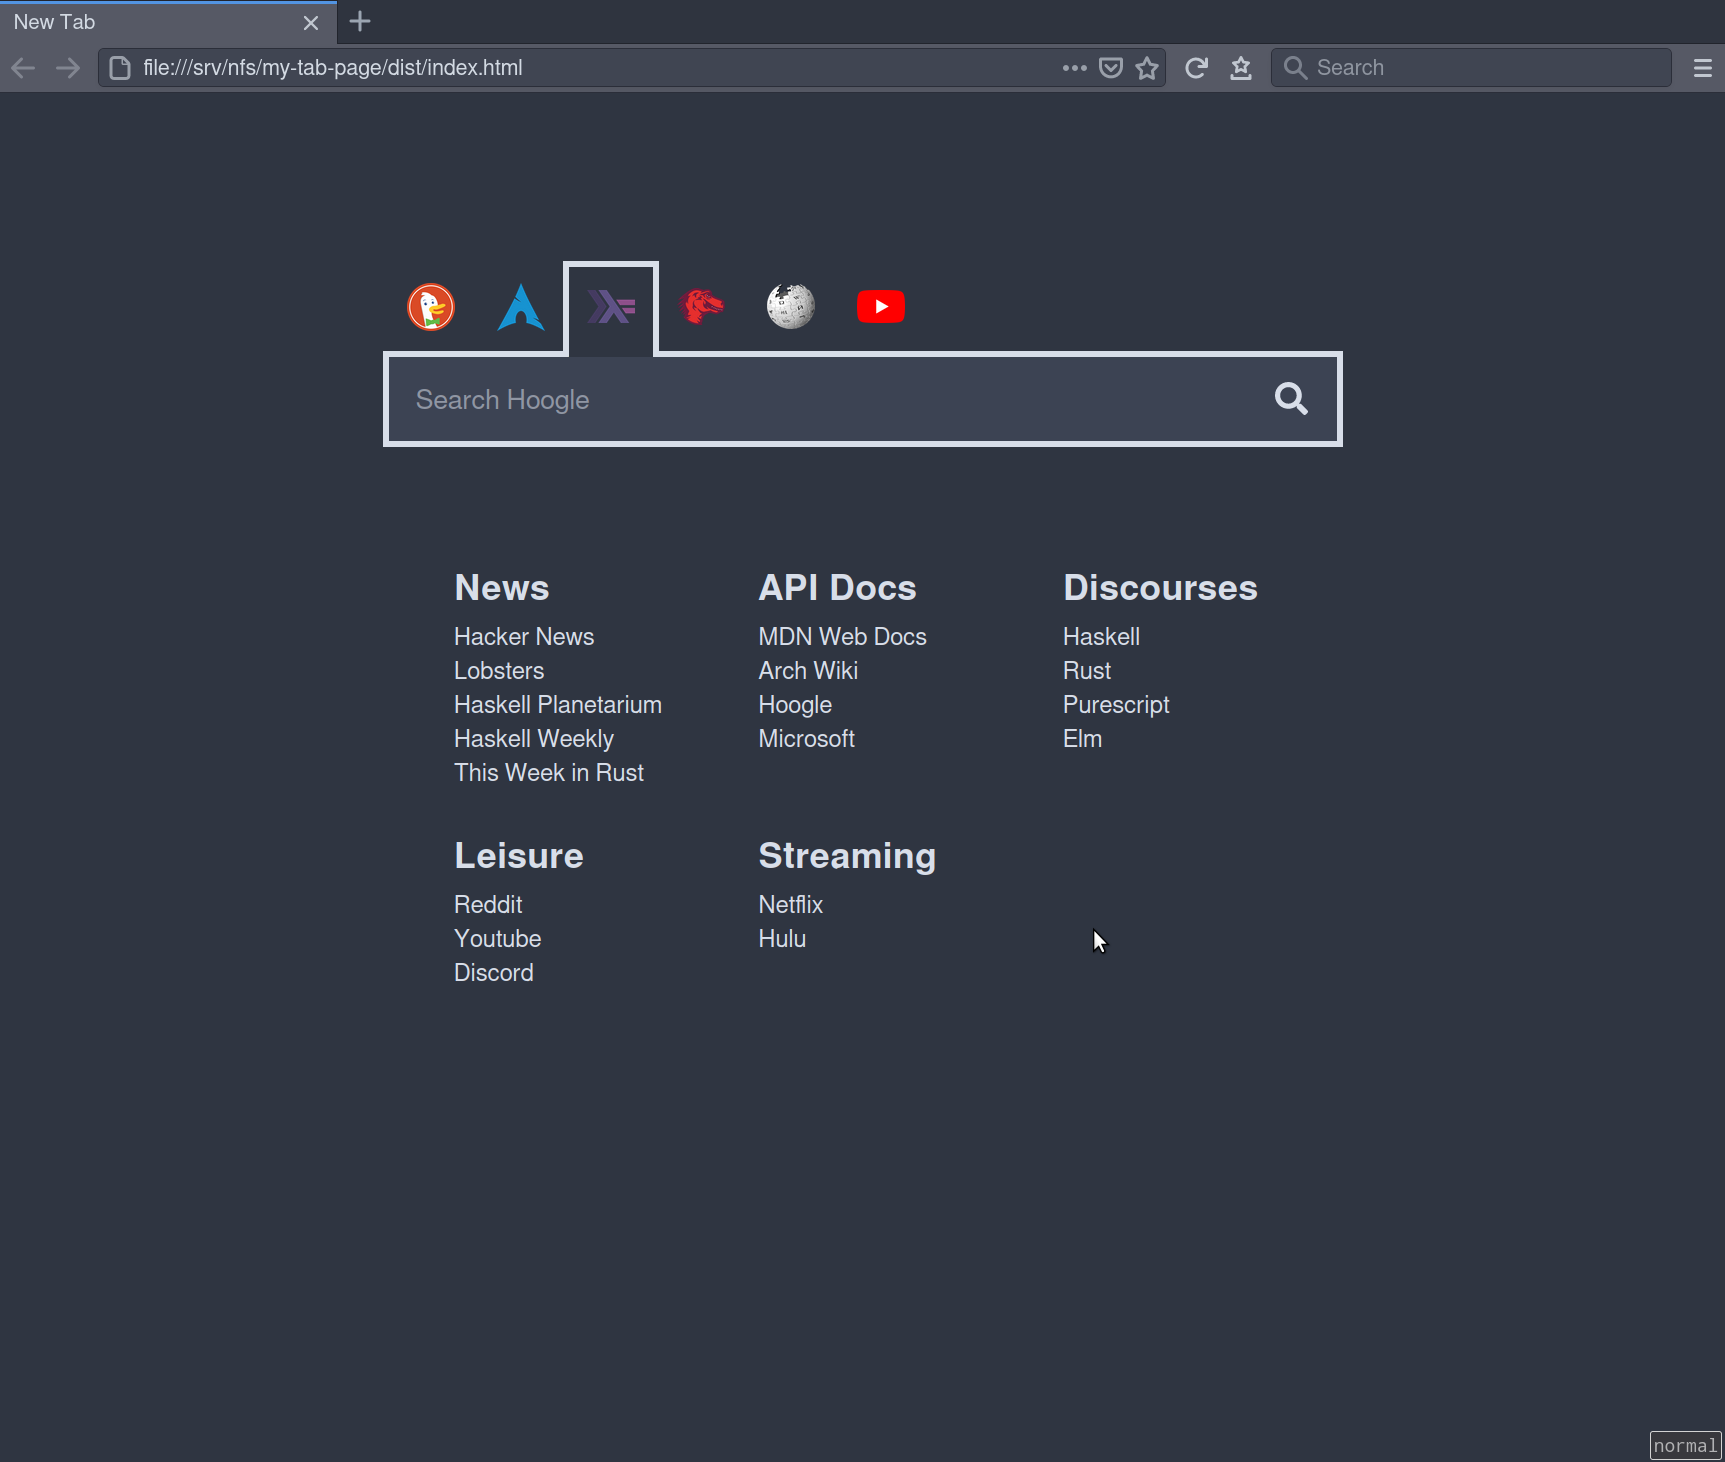 New Tab
file:///srv/nfs/my-tab-page/dist/index.html
Search
Search Hoogle
News
Hacker News
Lobsters
Haskell Planetarium
Haskell Weekly
This Week in Rust
API Docs
MDN Web Docs
Arch Wiki
Hoogle
Microsoft
Discourses
Haskell
Rust
Purescript
Elm
Leisure
Reddit
Youtube
Discord
Streaming
Netflix
Hulu
normal